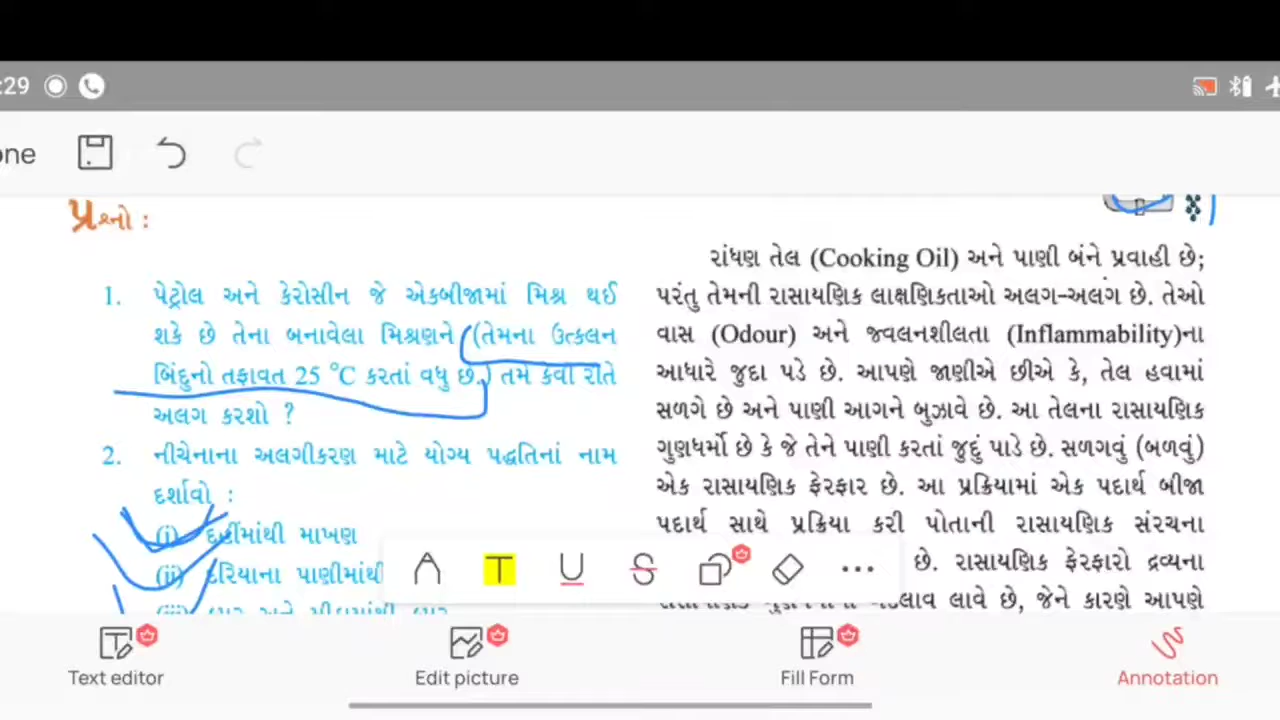 :29
one
પ્રશ્નો :
1. પેટ્રોલ અને કેરોસીન જે એકબીજામાં મિશ્ર થઈ
શકે છે તેના બનાવેલા મિશ્રણને (તેમના ઉત્કલન
બિંદુનો તફાવત 25 °C કરતાં વધુ છે.) તમે કેવી રીતે
અલગ કરશો ?
2. નીચેનાના અલગીકરણ માટે યોગ્ય પદ્ધતિનાં નામ
દર્શાવો :
(i) દહીંમાંથી માખણ
(ii) દરિયાના પાણીમાંથી
રાંધણ તેલ (Cooking Oil) અને પાણી બંને પ્રવાહી છે;
પરંતુ તેમની રાસાયણિક લાક્ષણિકતાઓ અલગ-અલગ છે. તેઓ
વાસ (Odour) અને જ્વલનશીલતા (Inflammability)ના
આધારે જુદા પડે છે. આપણે જાણીએ છીએ કે, તેલ હવામાં
સળગે છે અને પાણી આગને બુઝાવે છે. આ તેલના રાસાયણિક
ગુણધર્મો છે કે જે તેને પાણી કરતાં જુદું પાડે છે. સળગવું (બળવું)
એક રાસાયણિક ફેરફાર છે. આ પ્રક્રિયામાં એક પદાર્થ બીજા
પદાર્થ સાથે પ્રક્રિયા કરી પોતાની રાસાયણિક સંરચના
છે. રાસાયણિક ફેરફારો દ્રવ્યના
લાવે છે, જેને કારણે આપણે
T U S
Text editor
Edit picture
Fill Form
Annotation